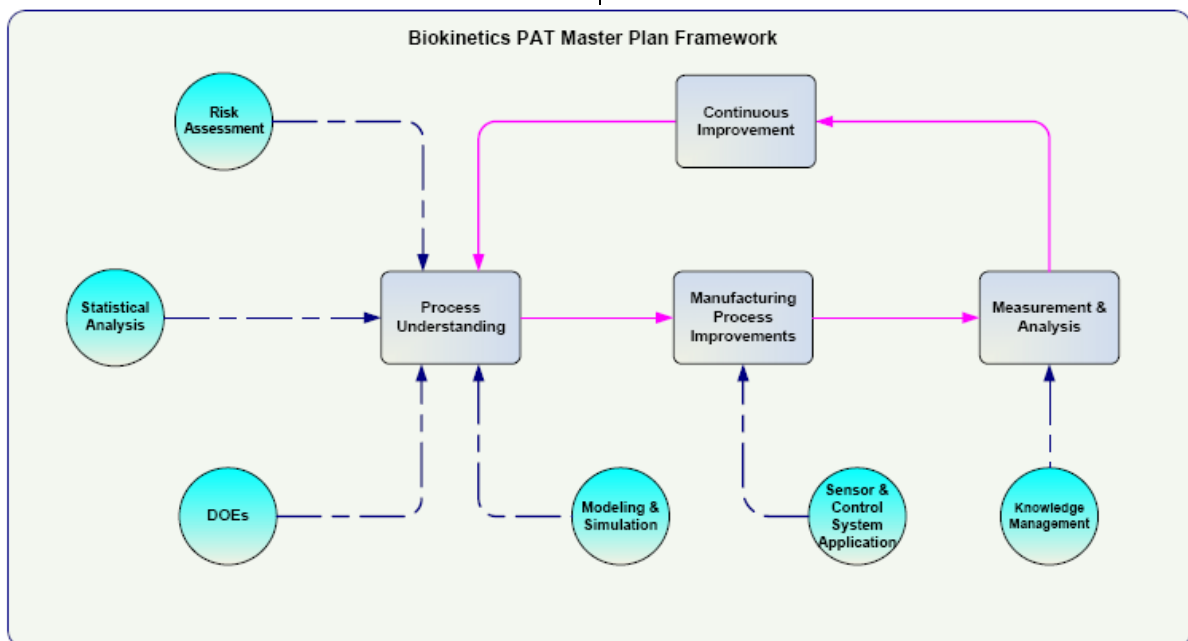 Biokinetics PAT Master Plan Framework
Risk
Assessment
Continuous
Improvement
Statistical
Analysis
Process
Understanding
Manufacturing
Process
Improvements
Measurement &
Analysis
DOEs
Modeling &
Simulation
Sensor &
Control
System
Application
Knowledge
Management